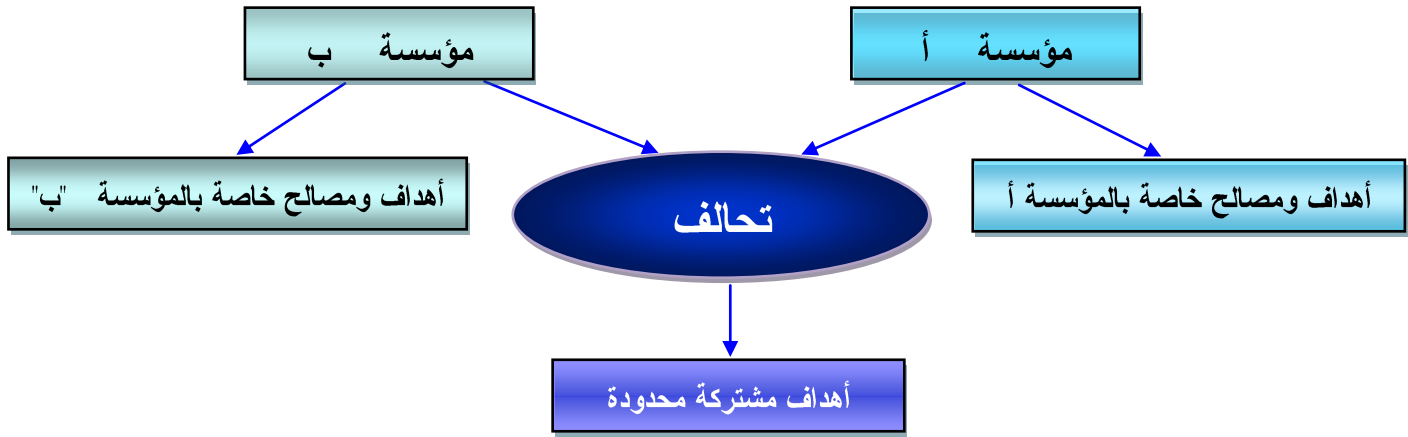 مؤسسة أ
مؤسسة ب
أهداف ومصالح خاصة بالمؤسسة أ
تحالف
أهداف ومصالح خاصة بالمؤسسة "ب"
أهداف مشتركة محدودة